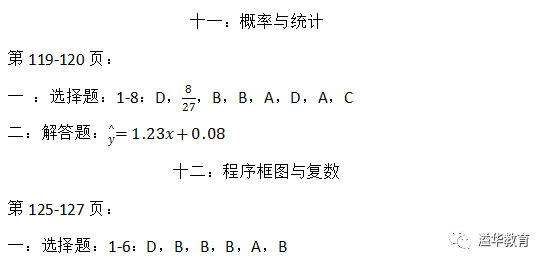 十一：概率与统计
第 119-120 页：
一 ：选择题：1-8：D，8/27，B，B，A，D，A，C
二：解答题：ŷ= 1.23x+0.08
十二：程序框图与复数
第 125-127 页：
一：选择题：1-6：D，B，B，B，A，B
溢华教育